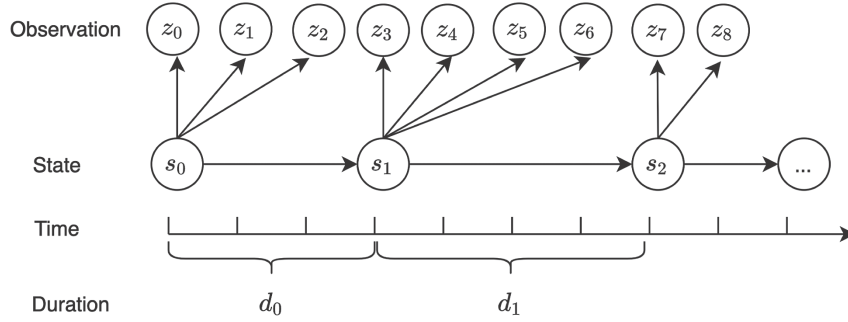 Observation z₀ z₁ z₂ z₃ z₄ z₅ z₆ z₇ z₈
State s₀ s₁ s₂ ...
Time
Duration d₀ d₁